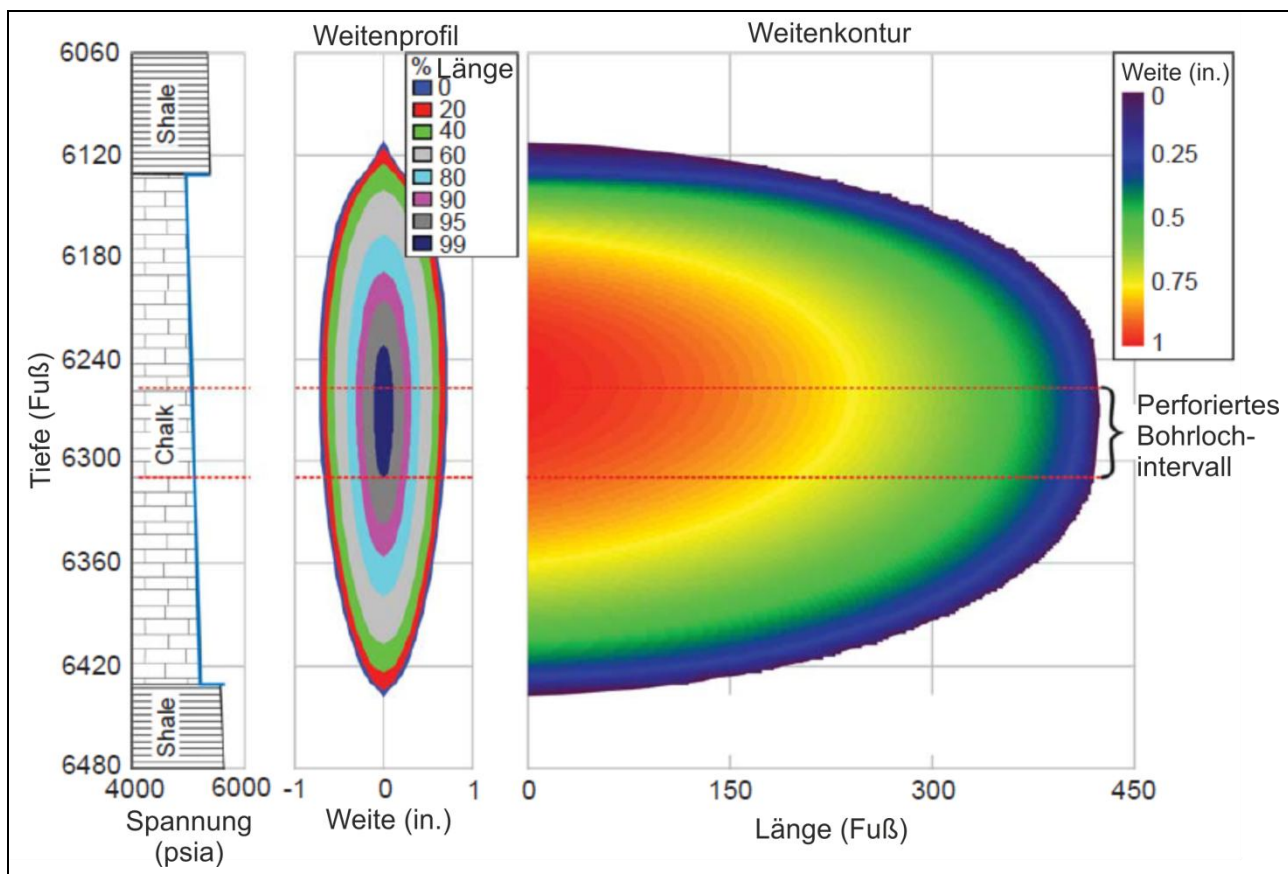 Weitenprofil
Weitenkontur
6060
6120
6180
6240
6300
6360
6420
6480
Tiefe (Fuß)
Shale
Chalk
Shale
4000 6000
Spannung
(psia)
% Länge
0
20
40
60
80
90
95
99
-1 0 1
Weite (in.)
Weite (in.)
0
0.25
0.5
0.75
1
Perforiertes
Bohrloch-
intervall
0 150 300 450
Länge (Fuß)